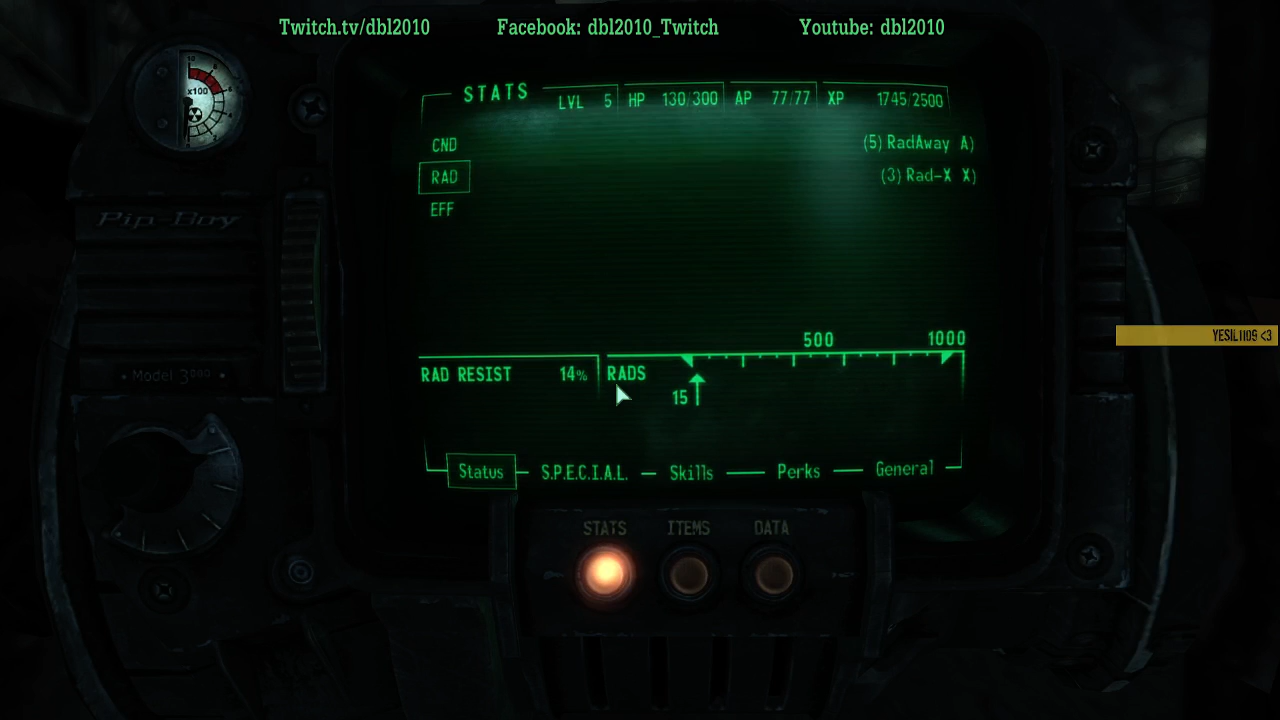 Twitch.tv/dbl2010 Facebook: dbl2010_Twitch Youtube: dbl2010
STATS LVL 5 HP 130/300 AP 77/77 XP 1745/2500
CND (5) RadAway A)
RAD (3) Rad-X X)
EFF
x100
Pip-Boy
YESIL1109 <3
500 1000
RAD RESIST 14% RADS
15
Model 3000
Status S.P.E.C.I.A.L. Skills Perks General
STATS ITEMS DATA